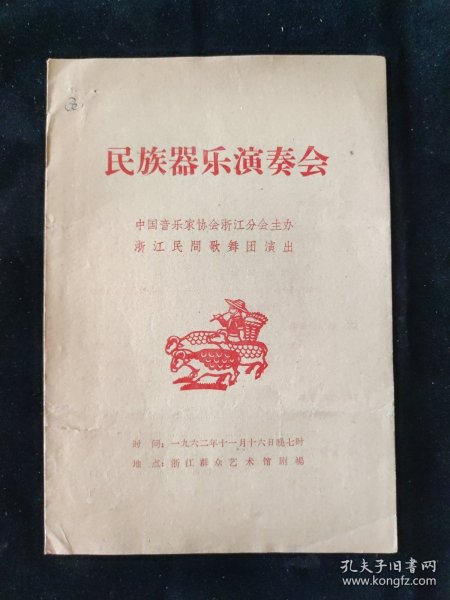 民族器乐演奏会
中国音乐家协会浙江分会主办
浙江民间歌舞团演出
时间：一九六二年十一月十六日晚七时
地点：浙江群众艺术馆剧场
孔夫子旧书网
www.kongfz.com